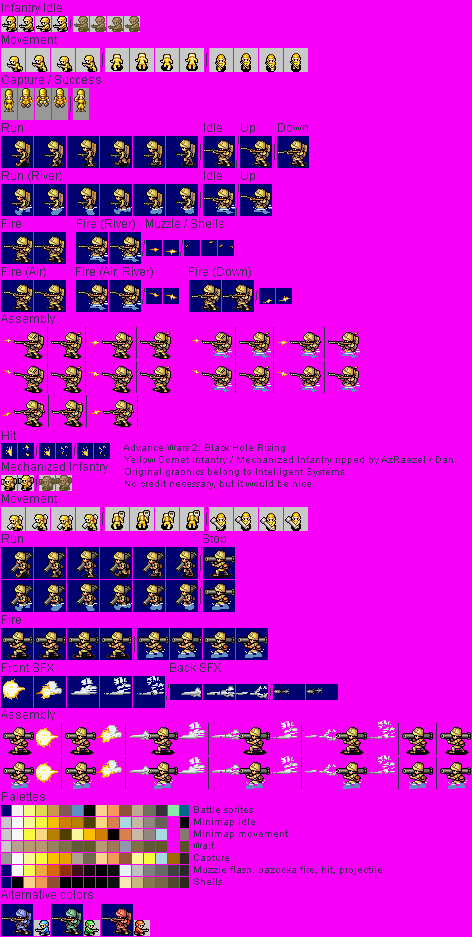 Infantry Idle
Movement
Capture / Success
Run Idle Up Down
Run (River) Idle Up
Fire Fire (River) Muzzle / Shells
Fire (Air) Fire (Air, River) Fire (Down)
Assembly
Hit
Advance Wars 2: Black Hole Rising
Yellow Comet Infantry / Mechanized Infantry ripped by AzRaezel / Dan.
Original graphics belong to Intelligent Systems.
No credit necessary, but it would be nice.
Mechanized Infantry
Movement
Run Stop
Fire
Front SFX Back SFX
Assembly
Palettes
Battle sprites
Minimap idle
Minimap movement
Wait
Capture
Muzzle flash, bazooka fire, hit, projectile
Shells
Alternative colors